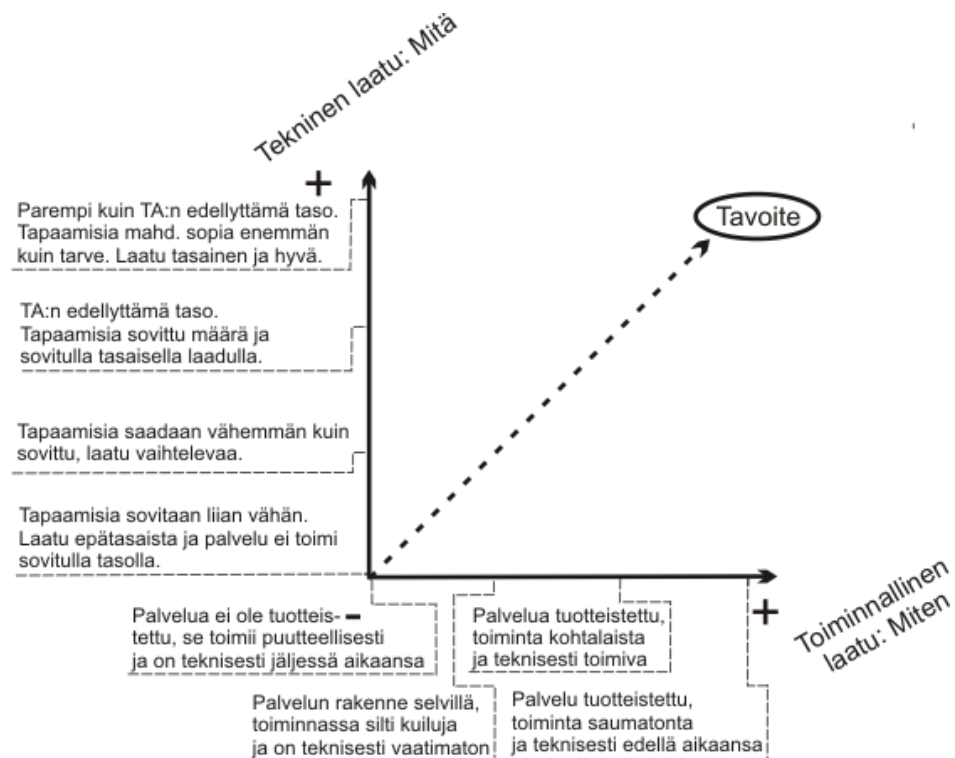 Tekninen laatu: Mitä
+
Parempi kuin TA:n edellyttämä taso.
Tapaamisia mahd. sopia enemmän
kuin tarve. Laatu tasainen ja hyvä.
Tavoite
TA:n edellyttämä taso.
Tapaamisia sovittu määrä ja
sovitulla tasaisella laadulla.
Tapaamisia saadaan vähemmän kuin
sovittu, laatu vaihtelevaa.
Tapaamisia sovitaan liian vähän.
Laatu epätasaista ja palvelu ei toimi
sovitulla tasolla.
Palvelua ei ole tuotteis- -
tettu, se toimii puutteellisesti
ja on teknisesti jäljessä aikaansa
Palvelua tuotteistettu,
toiminta kohtalaista
ja teknisesti toimiva
+
Toiminnallinen
laatu: Miten
Palvelun rakenne selvillä,
toiminnassa silti kuiluja
ja on teknisesti vaatimaton
Palvelu tuotteistettu,
toiminta saumatonta
ja teknisesti edellä aikaansa